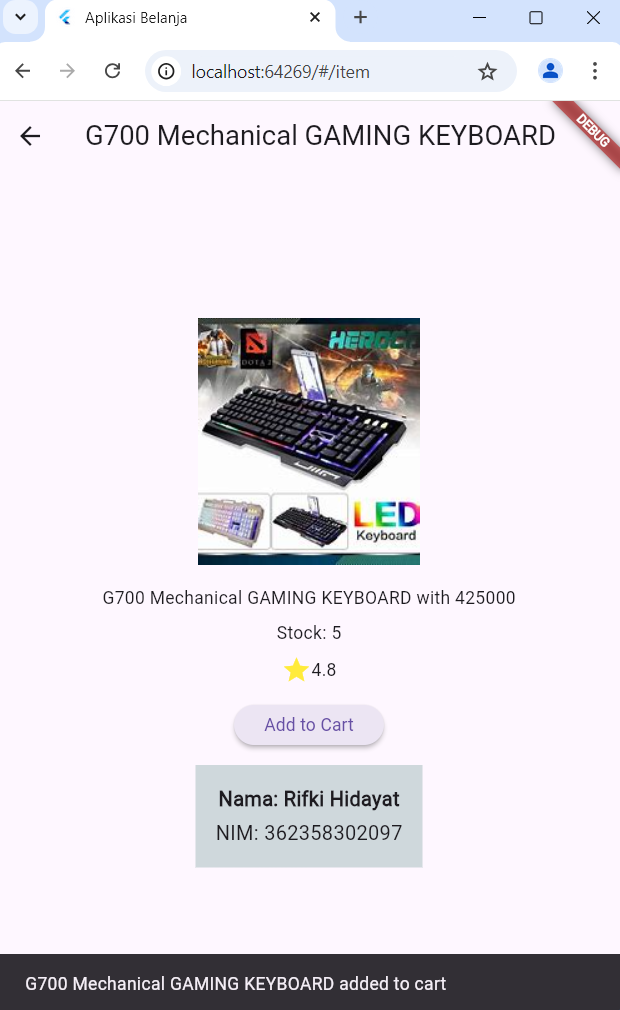 Aplikasi Belanja
localhost:64269/#/item
G700 Mechanical GAMING KEYBOARD
DEBUG
DOTA 2
LED
Keyboard
G700 Mechanical GAMING KEYBOARD with 425000
Stock: 5
4.8
Add to Cart
Nama: Rifki Hidayat
NIM: 362358302097
G700 Mechanical GAMING KEYBOARD added to cart